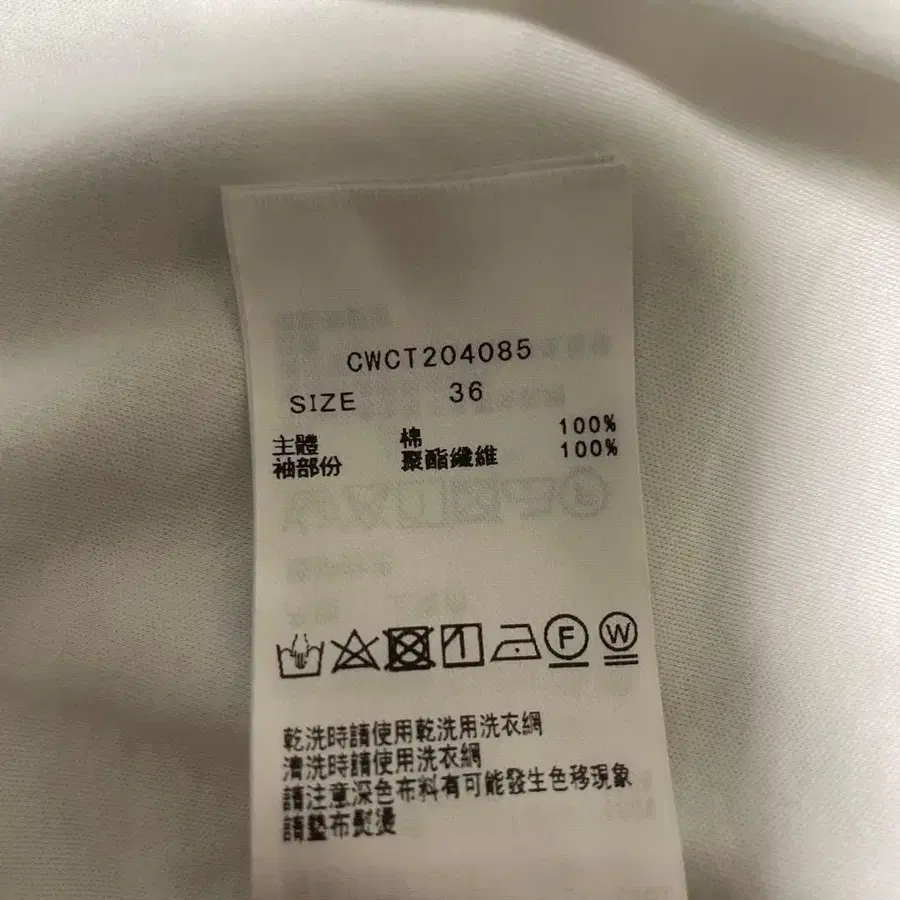 CWCT204085
SIZE 36
主體 棉 100%
袖部份 聚酯纖維 100%
F W
乾洗時請使用乾洗用洗衣網
清洗時請使用洗衣網
請注意深色布料有可能發生色移現象
請墊布熨燙